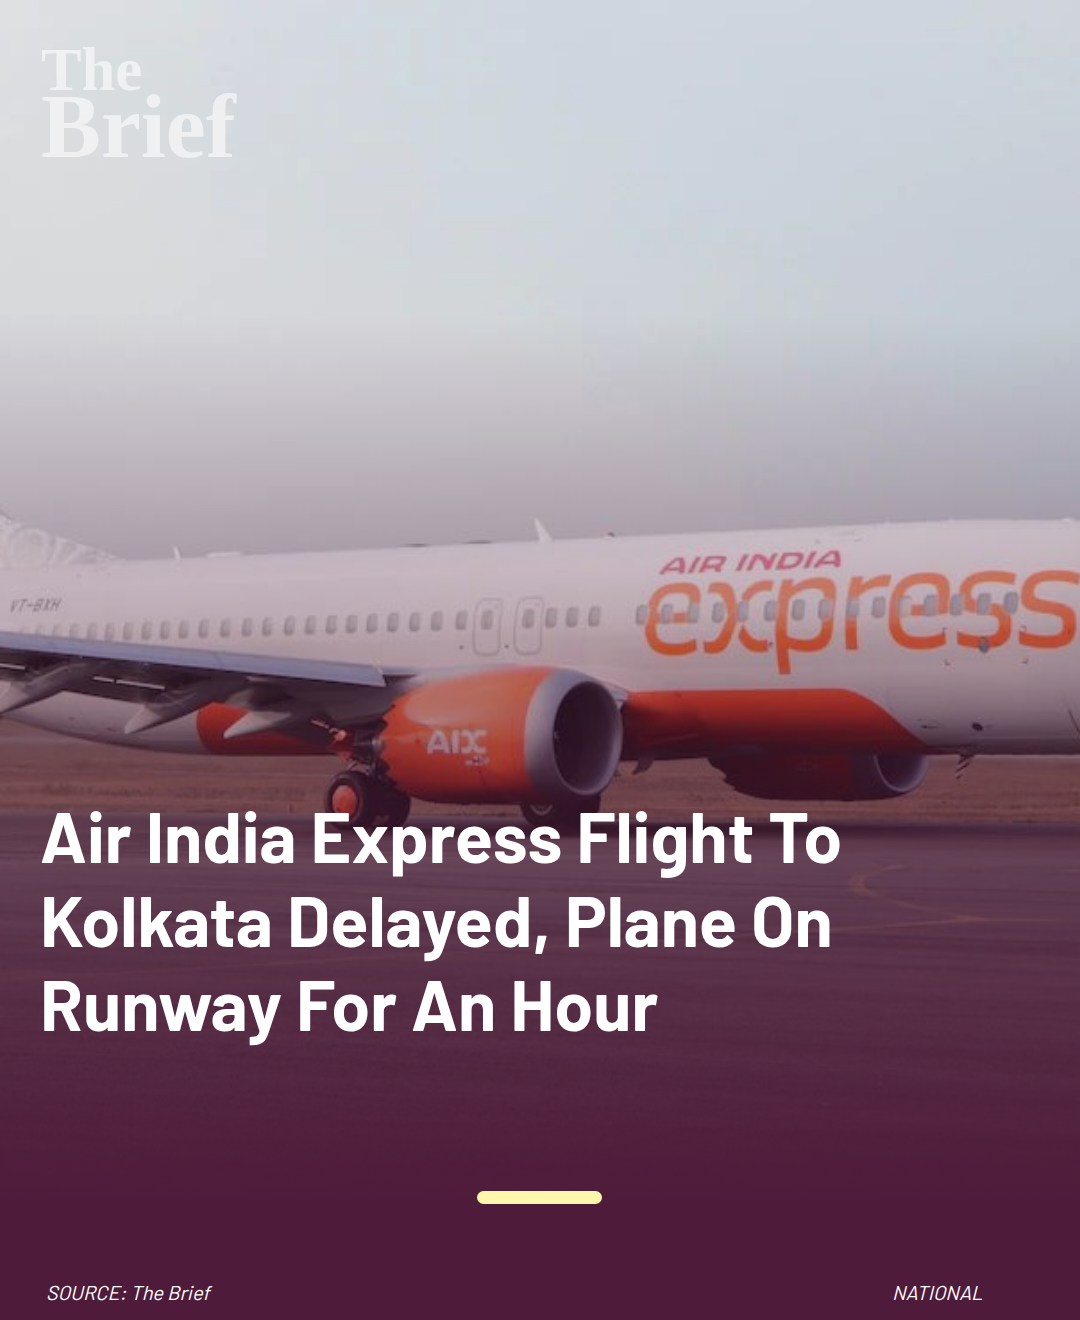 The
Brief
AIR INDIA
express
VT-BXH
AIX
Air India Express Flight To
Kolkata Delayed, Plane On
Runway For An Hour
SOURCE: The Brief
NATIONAL